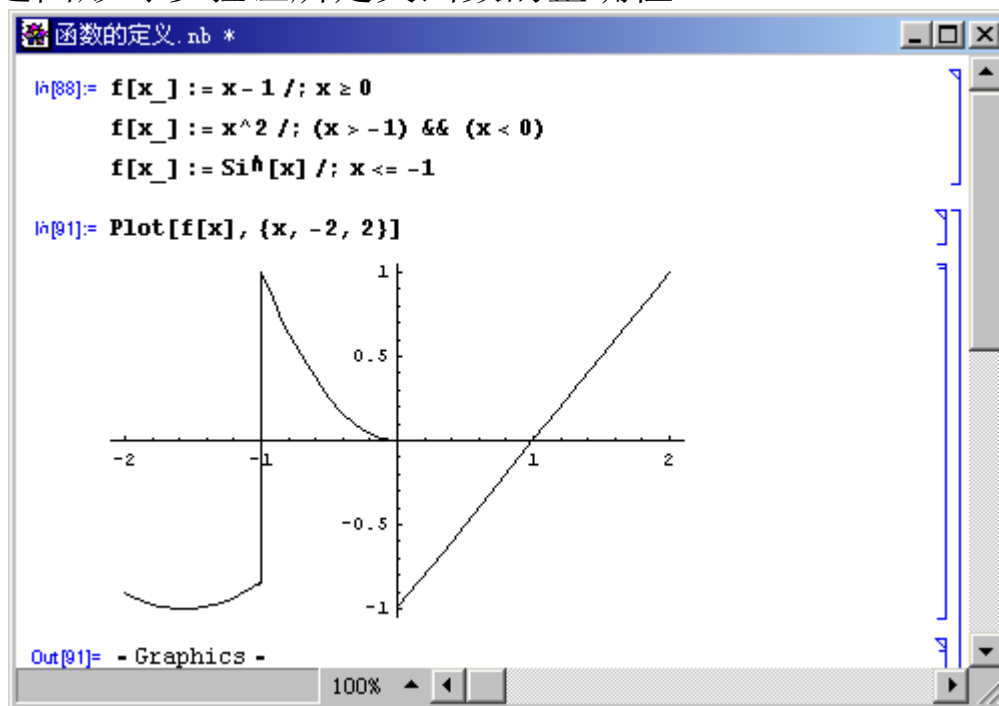 函数的定义.nb *
In[88]:= f[x_] := x - 1 /; x ≥ 0
f[x_] := x^2 /; (x > -1) && (x < 0)
f[x_] := Sin[x] /; x <= -1
In[91]:= Plot[f[x], {x, -2, 2}]
1
0.5
-2 -1 1 2
-0.5
-1
Out[91]= - Graphics -
100%